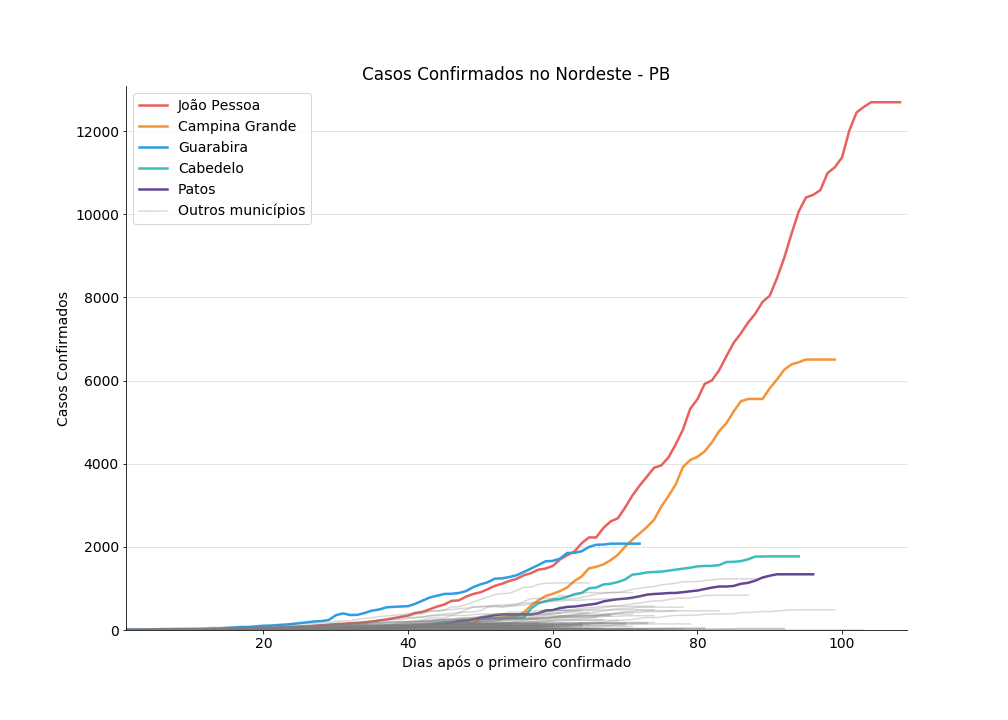 Casos Confirmados no Nordeste - PB
João Pessoa
Campina Grande
Guarabira
Cabedelo
Patos
Outros municípios
Casos Confirmados
12000
10000
8000
6000
4000
2000
0
20
40
60
80
100
Dias após o primeiro confirmado